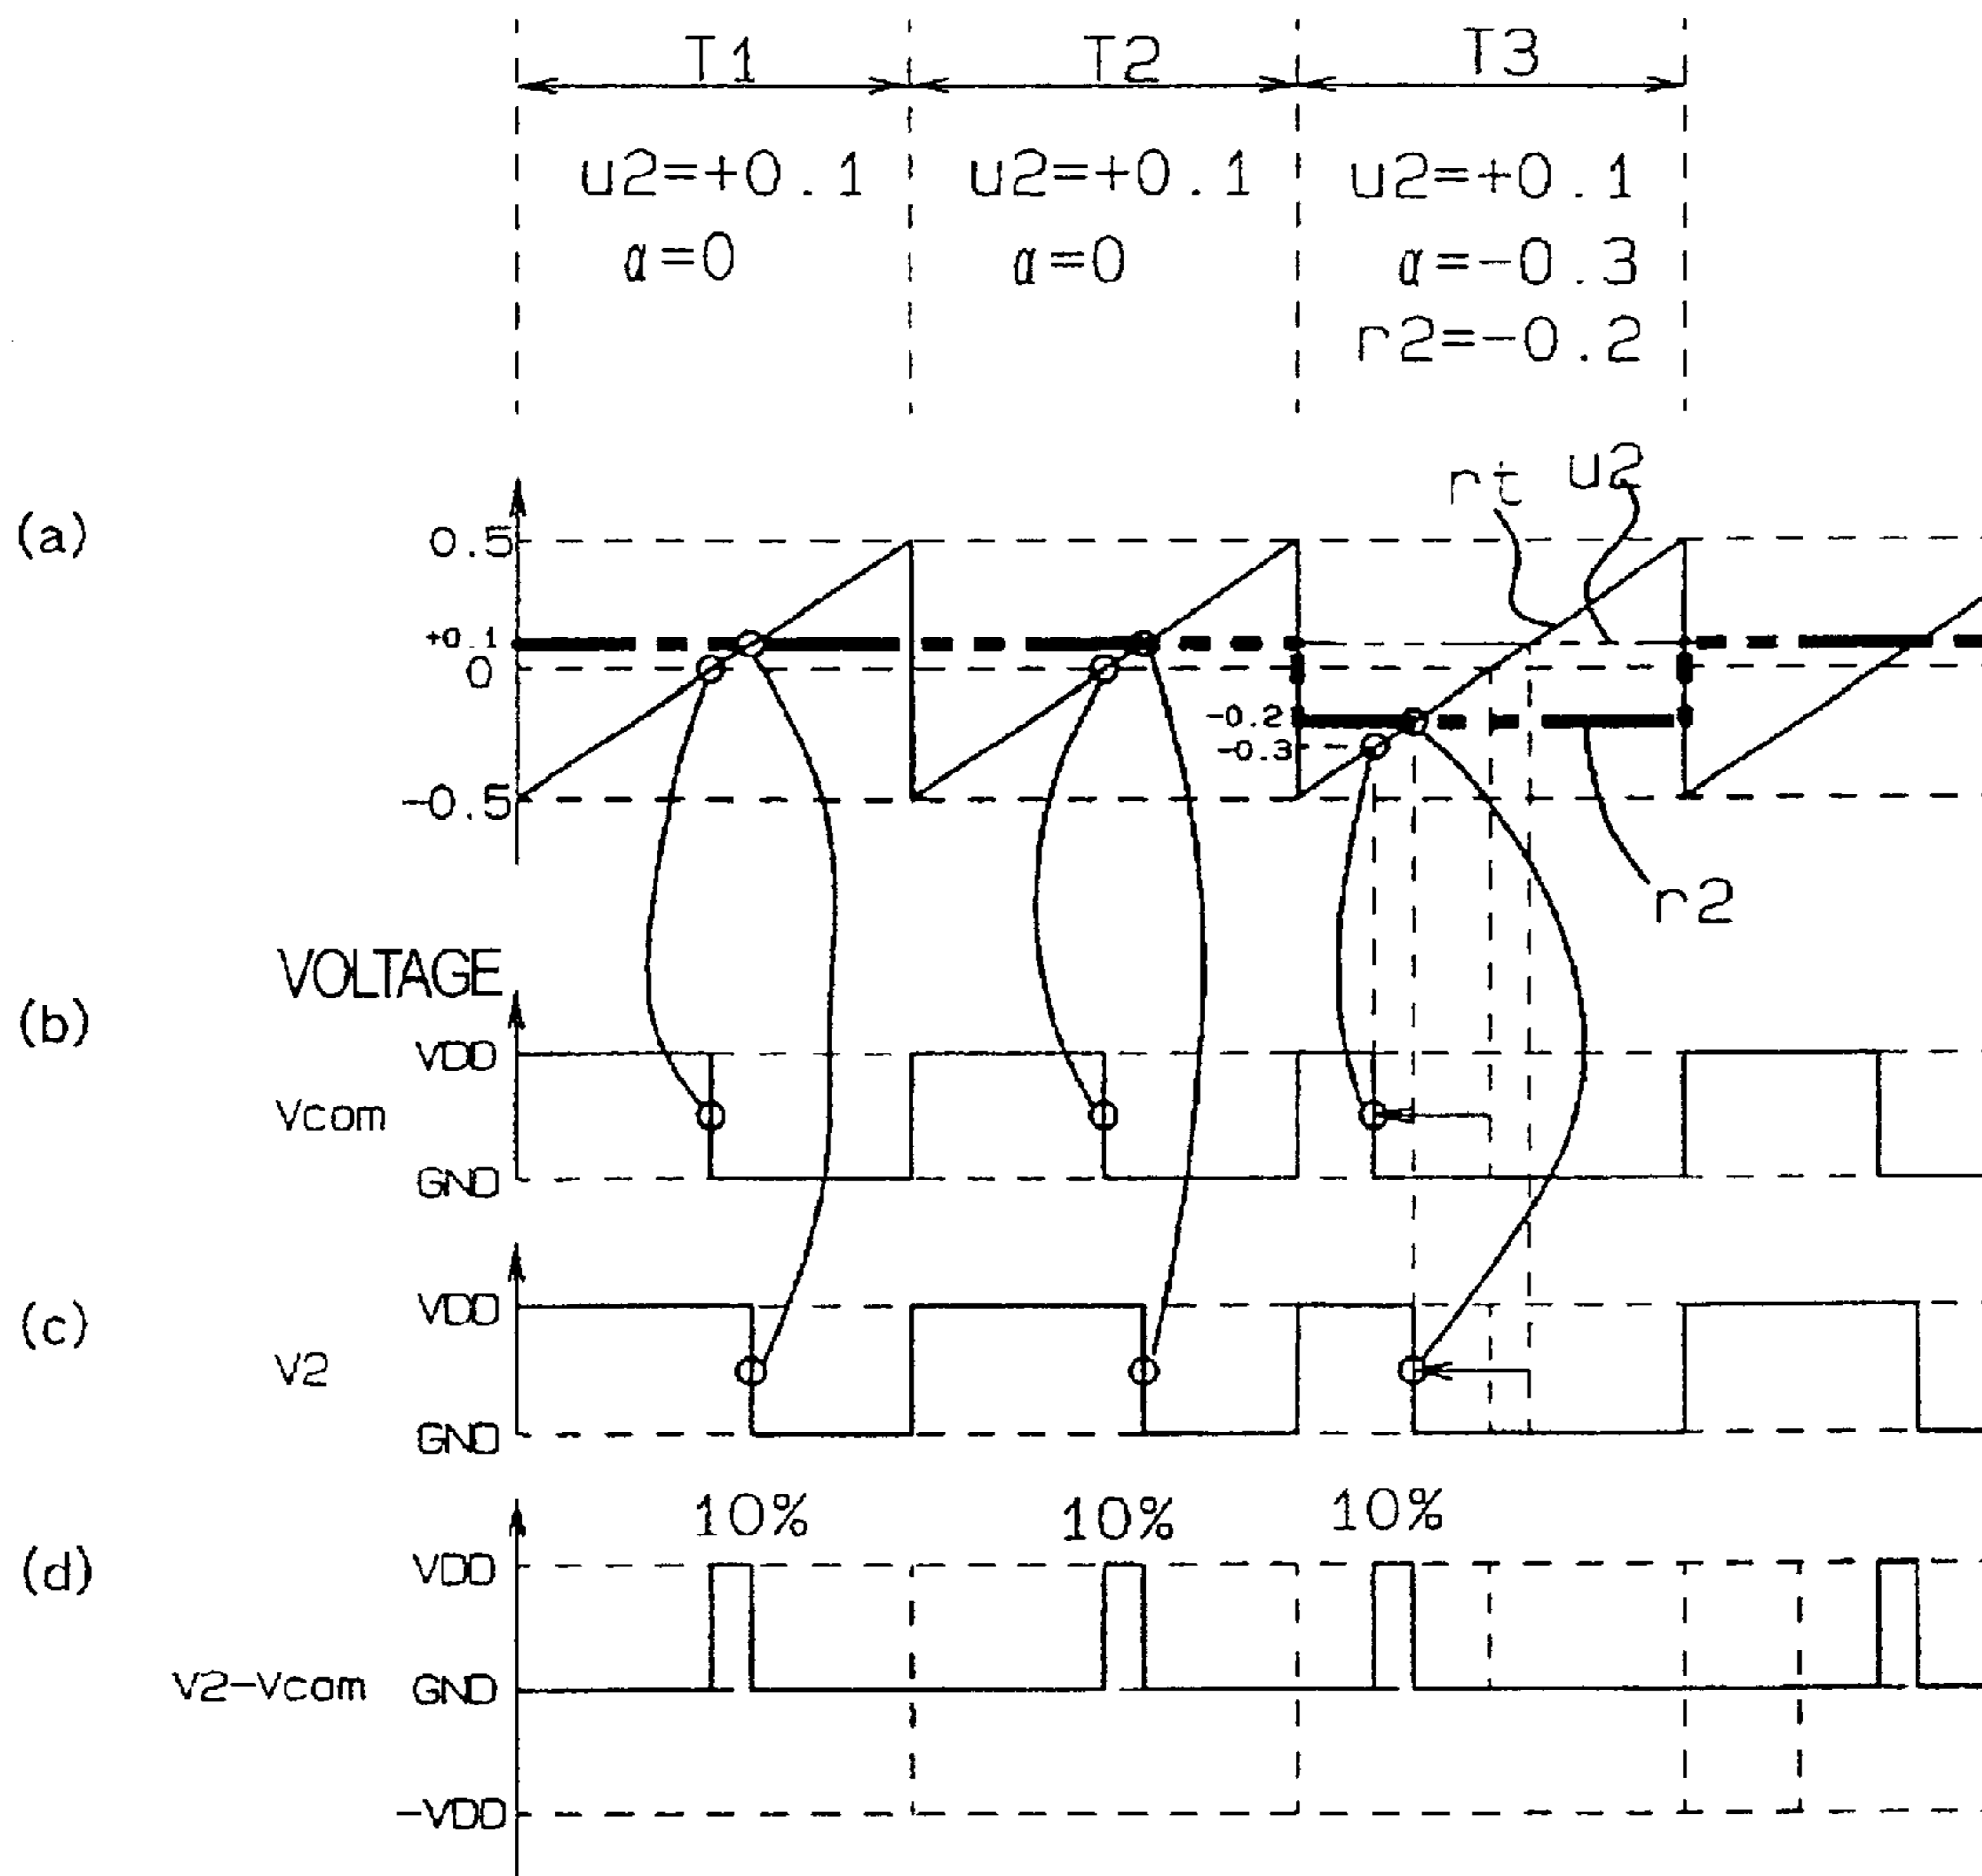 T1 T2 T3
u2=+0.1 u2=+0.1 u2=+0.1
α=0 α=0 α=-0.3
r2=-0.2
rt u2
(a)
0.5
+0.1
0
-0.2
-0.3
-0.5
r2
VOLTAGE
(b)
VDD
Vcom
GND
(c)
VDD
V2
GND
10% 10% 10%
(d)
VDD
V2-Vcom GND
-VDD